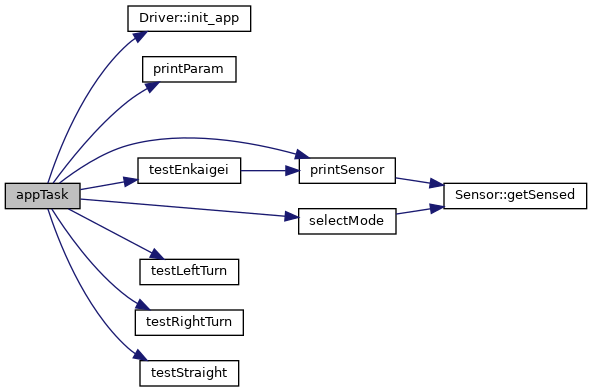 Driver::init_app
printParam
testEnkaigei
printSensor
appTask
Sensor::getSensed
selectMode
testLeftTurn
testRightTurn
testStraight